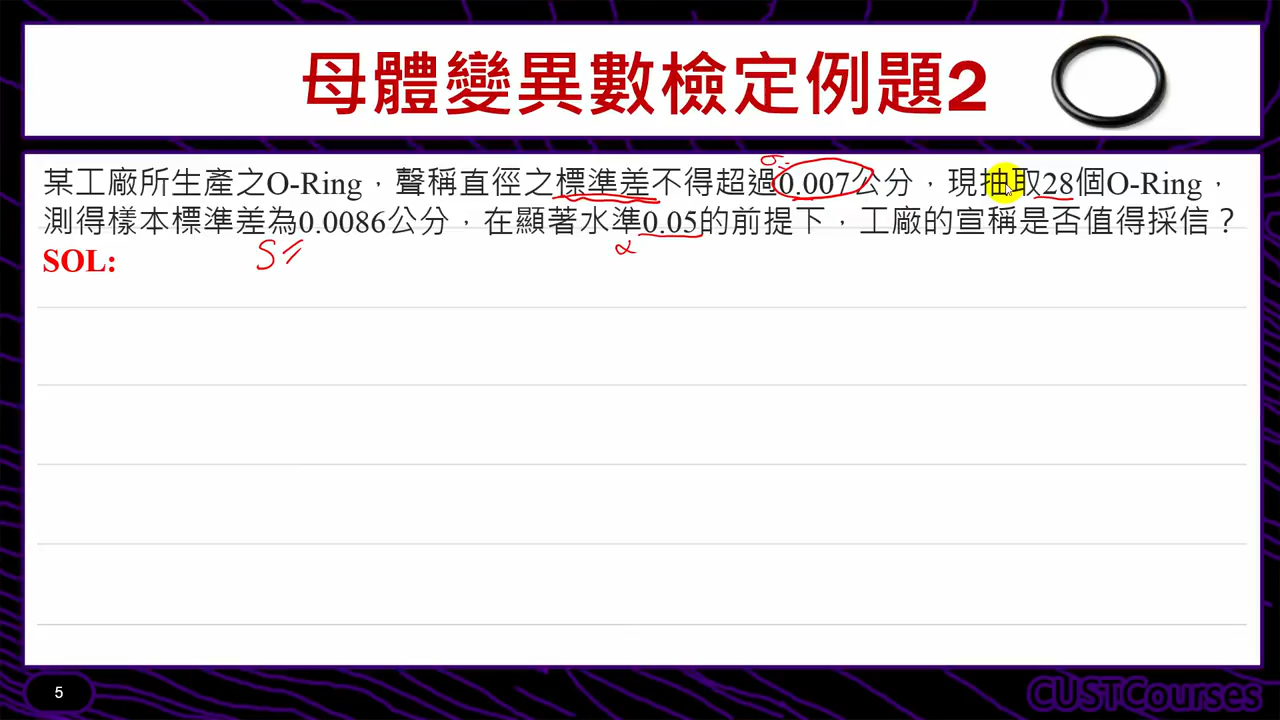 母體變異數檢定例題2
σ.
某工廠所生產之O-Ring，聲稱直徑之標準差不得超過0.007公分，現抽取28個O-Ring，
測得樣本標準差為0.0086公分，在顯著水準0.05的前提下，工廠的宣稱是否值得採信？
S= α
SOL:
5
CUSTCourses